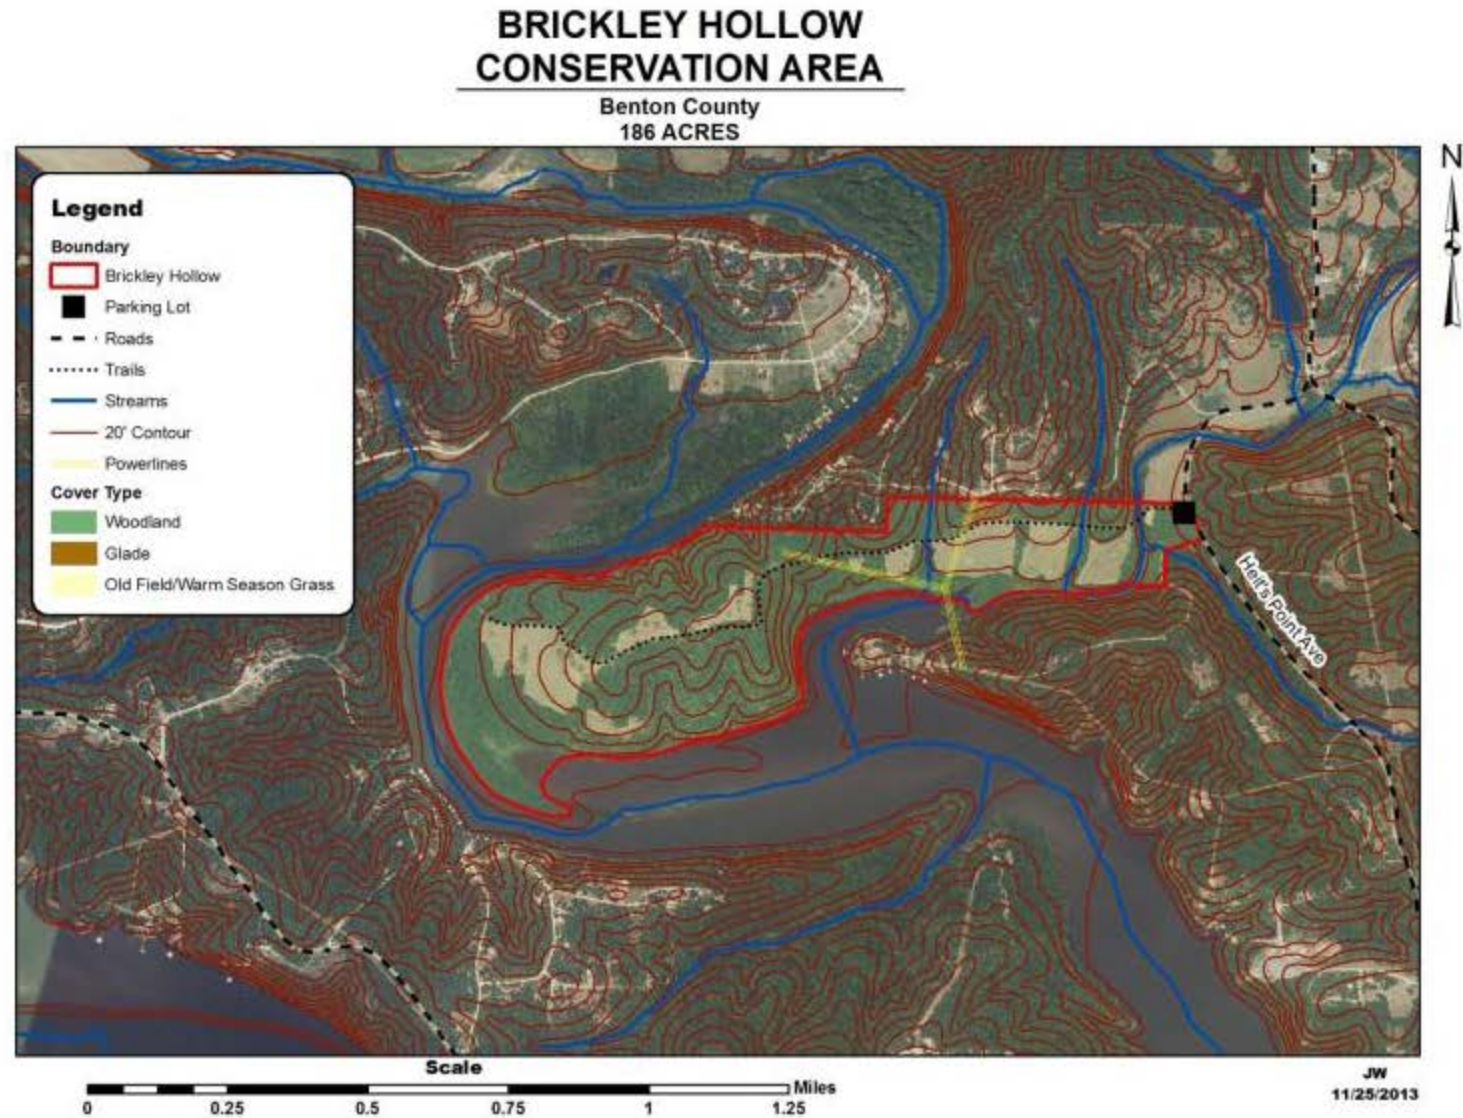 BRICKLEY HOLLOW
CONSERVATION AREA
Benton County
186 ACRES
N
Legend
Boundary
Brickley Hollow
Parking Lot
Roads
Trails
Streams
20' Contour
Powerlines
Cover Type
Woodland
Glade
Old Field/Warm Season Grass
Heit's Point Ave
Scale
Miles
0 0.25 0.5 0.75 1 1.25
JW
11/25/2013